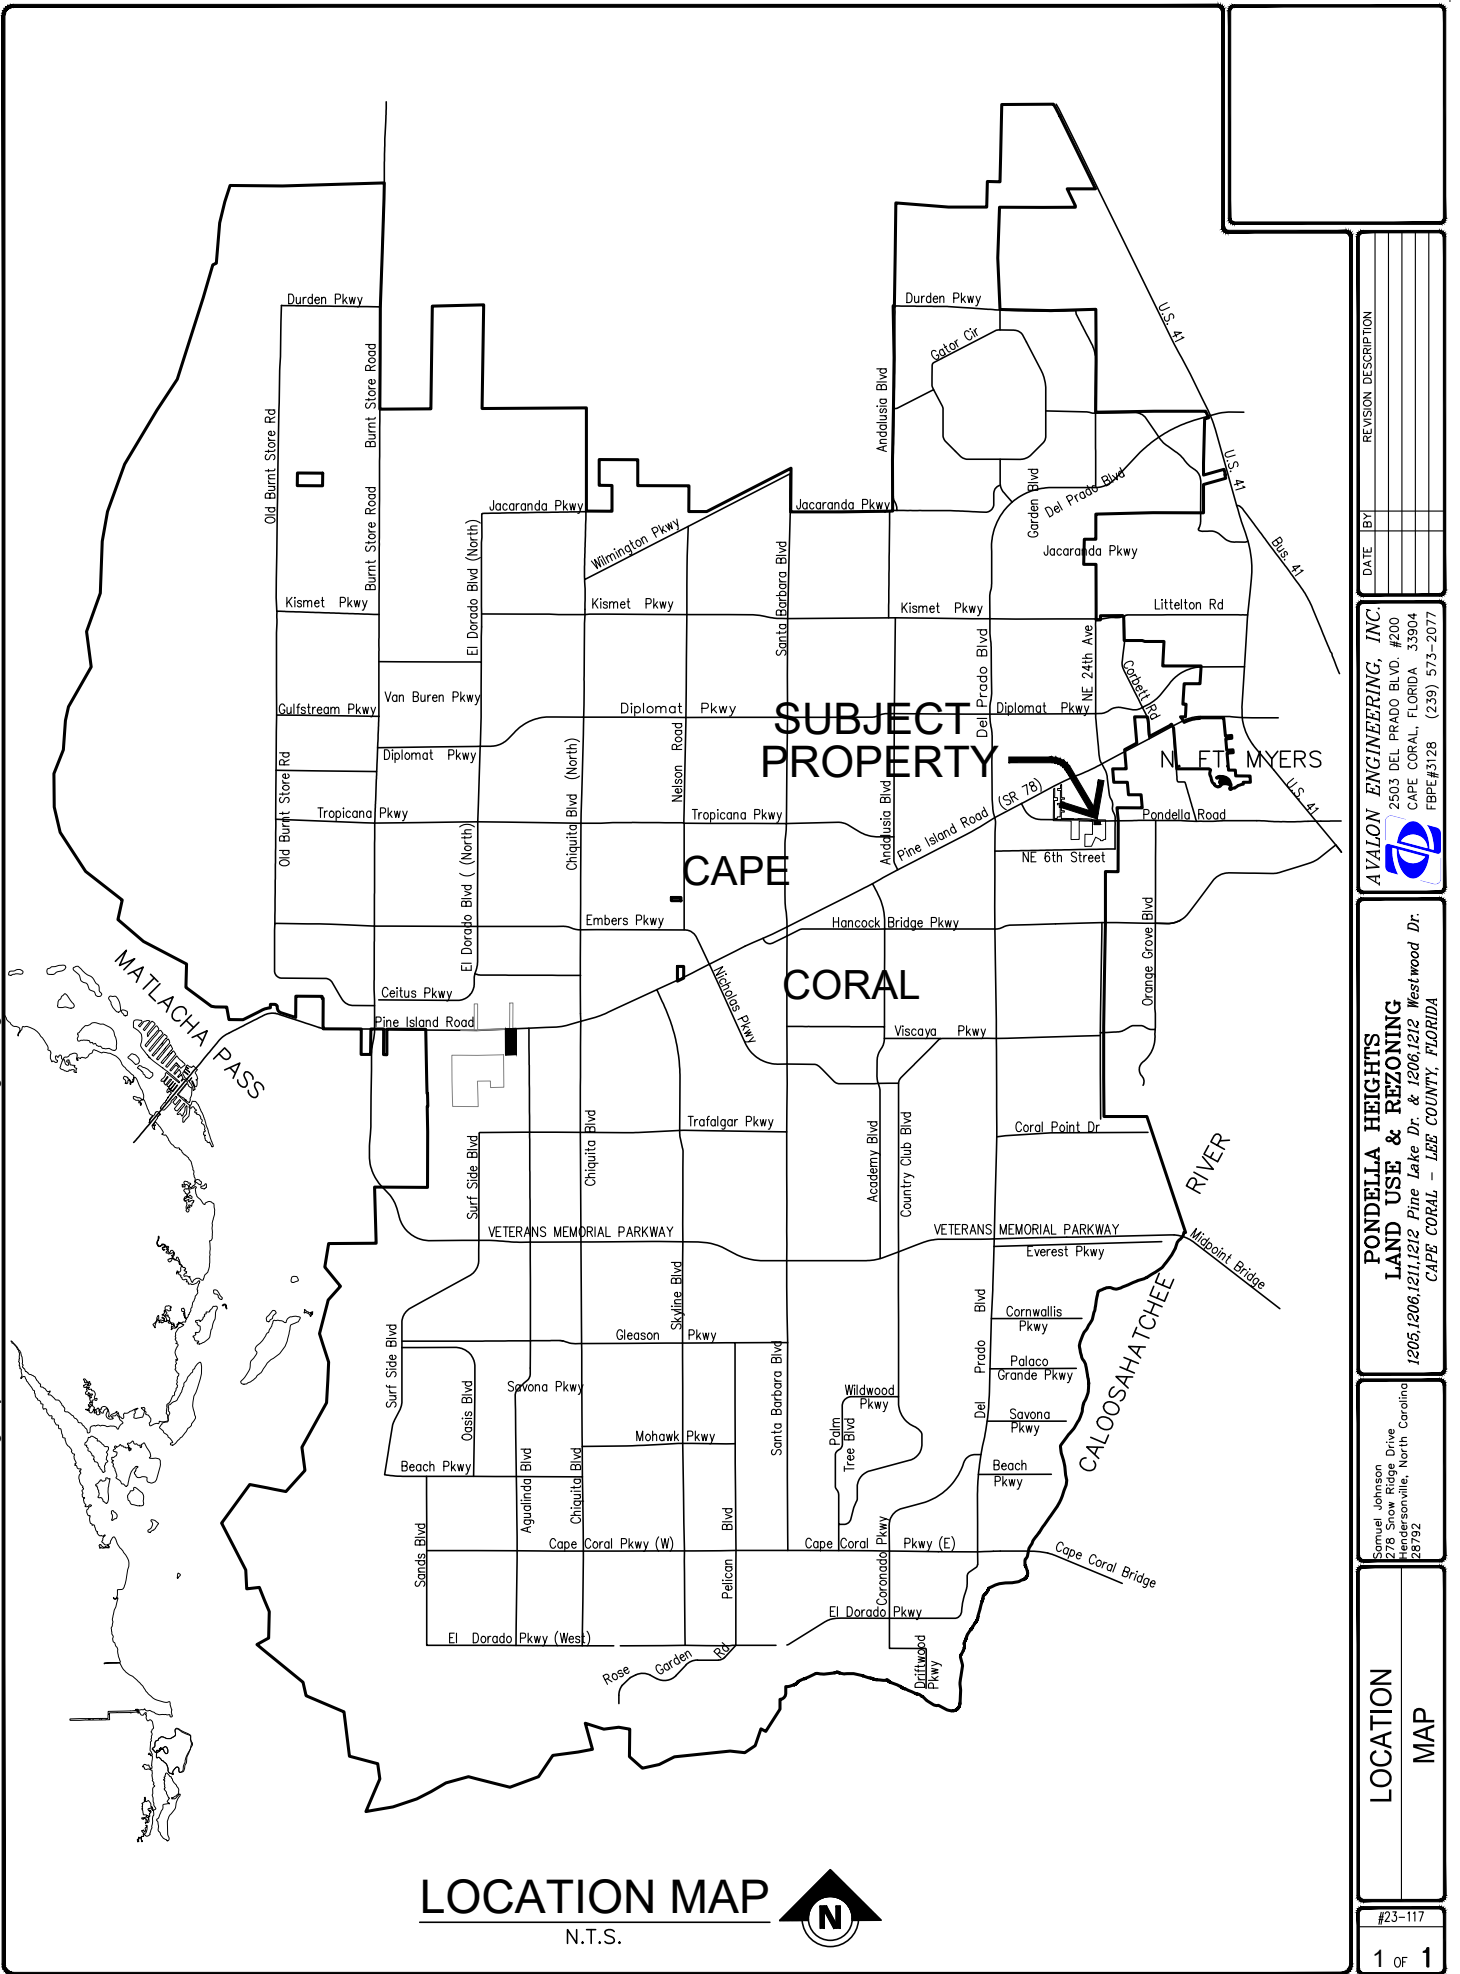 Durden Pkwy
Durden Pkwy
U.S. 41
Gator Cir
Burnt Store Road
Andalusia Blvd
Old Burnt Store Rd
U.S. 41
Garden Blvd
Del Prado Blvd
Burnt Store Road
Jacaranda Pkwy
Jacaranda Pkwy
Wilmington Pkwy
El Dorado Blvd (North)
Santa Barbara Blvd
Jacaranda Pkwy
Bus. 41
Kismet Pkwy
Kismet Pkwy
Kismet Pkwy
Littelton Rd
Del Prado Blvd
NE 24th Ave
Corbett Rd
Van Buren Pkwy
Gulfstream Pkwy
Diplomat Pkwy
Diplomat Pkwy
Diplomat Pkwy
SUBJECT
PROPERTY
N. FT. MYERS
U.S. 41
Old Burnt Store Rd
Chiquita Blvd (North)
Nelson Road
Andalusia Blvd
Pine Island Road (SR 78)
Tropicana Pkwy
Tropicana Pkwy
Pondella Road
NE 6th Street
El Dorado Blvd ( North)
CAPE
CORAL
Embers Pkwy
Hancock Bridge Pkwy
Orange Grove Blvd
MATLACHA PASS
Ceitus Pkwy
Pine Island Road
Nicholas Pkwy
Viscaya Pkwy
Trafalgar Pkwy
Coral Point Dr
Surf Side Blvd
Chiquita Blvd
Academy Blvd
Country Club Blvd
RIVER
VETERANS MEMORIAL PARKWAY
VETERANS MEMORIAL PARKWAY
Everest Pkwy
Midpoint Bridge
Skyline Blvd
Gleason Pkwy
Surf Side Blvd
Oasis Blvd
Savona Pkwy
Santa Barbara Blvd
Del Prado Blvd
Cornwallis
Pkwy
Palaco
Grande Pkwy
Savona
Pkwy
Beach
Pkwy
CALOOSAHATCHEE
Wildwood
Pkwy
Palm
Tree Blvd
Mohawk Pkwy
Beach Pkwy
Agualinda Blvd
Chiquita Blvd
Sands Blvd
Pelican Blvd
Coronado Pkwy
Cape Coral Pkwy (W)
Cape Coral Pkwy (E)
Cape Coral Bridge
El Dorado Pkwy (West)
El Dorado Pkwy
Rose Garden Rd
Driftwood
Pkwy
LOCATION MAP
N.T.S.
N
DATE BY REVISION DESCRIPTION
AVALON ENGINEERING, INC.
2503 DEL PRADO BLVD. #200
CAPE CORAL, FLORIDA 33904
FBPE#3128 (239) 573-2077
PONDELLA HEIGHTS
LAND USE & REZONING
1205,1206,1211,1212 Pine Lake Dr. & 1206,1212 Westwood Dr.
CAPE CORAL - LEE COUNTY, FLORIDA
Somuel Johnson
278 Snow Ridge Drive
Hendersonville, North Carolina
28792
LOCATION
MAP
#23-117
1 OF 1